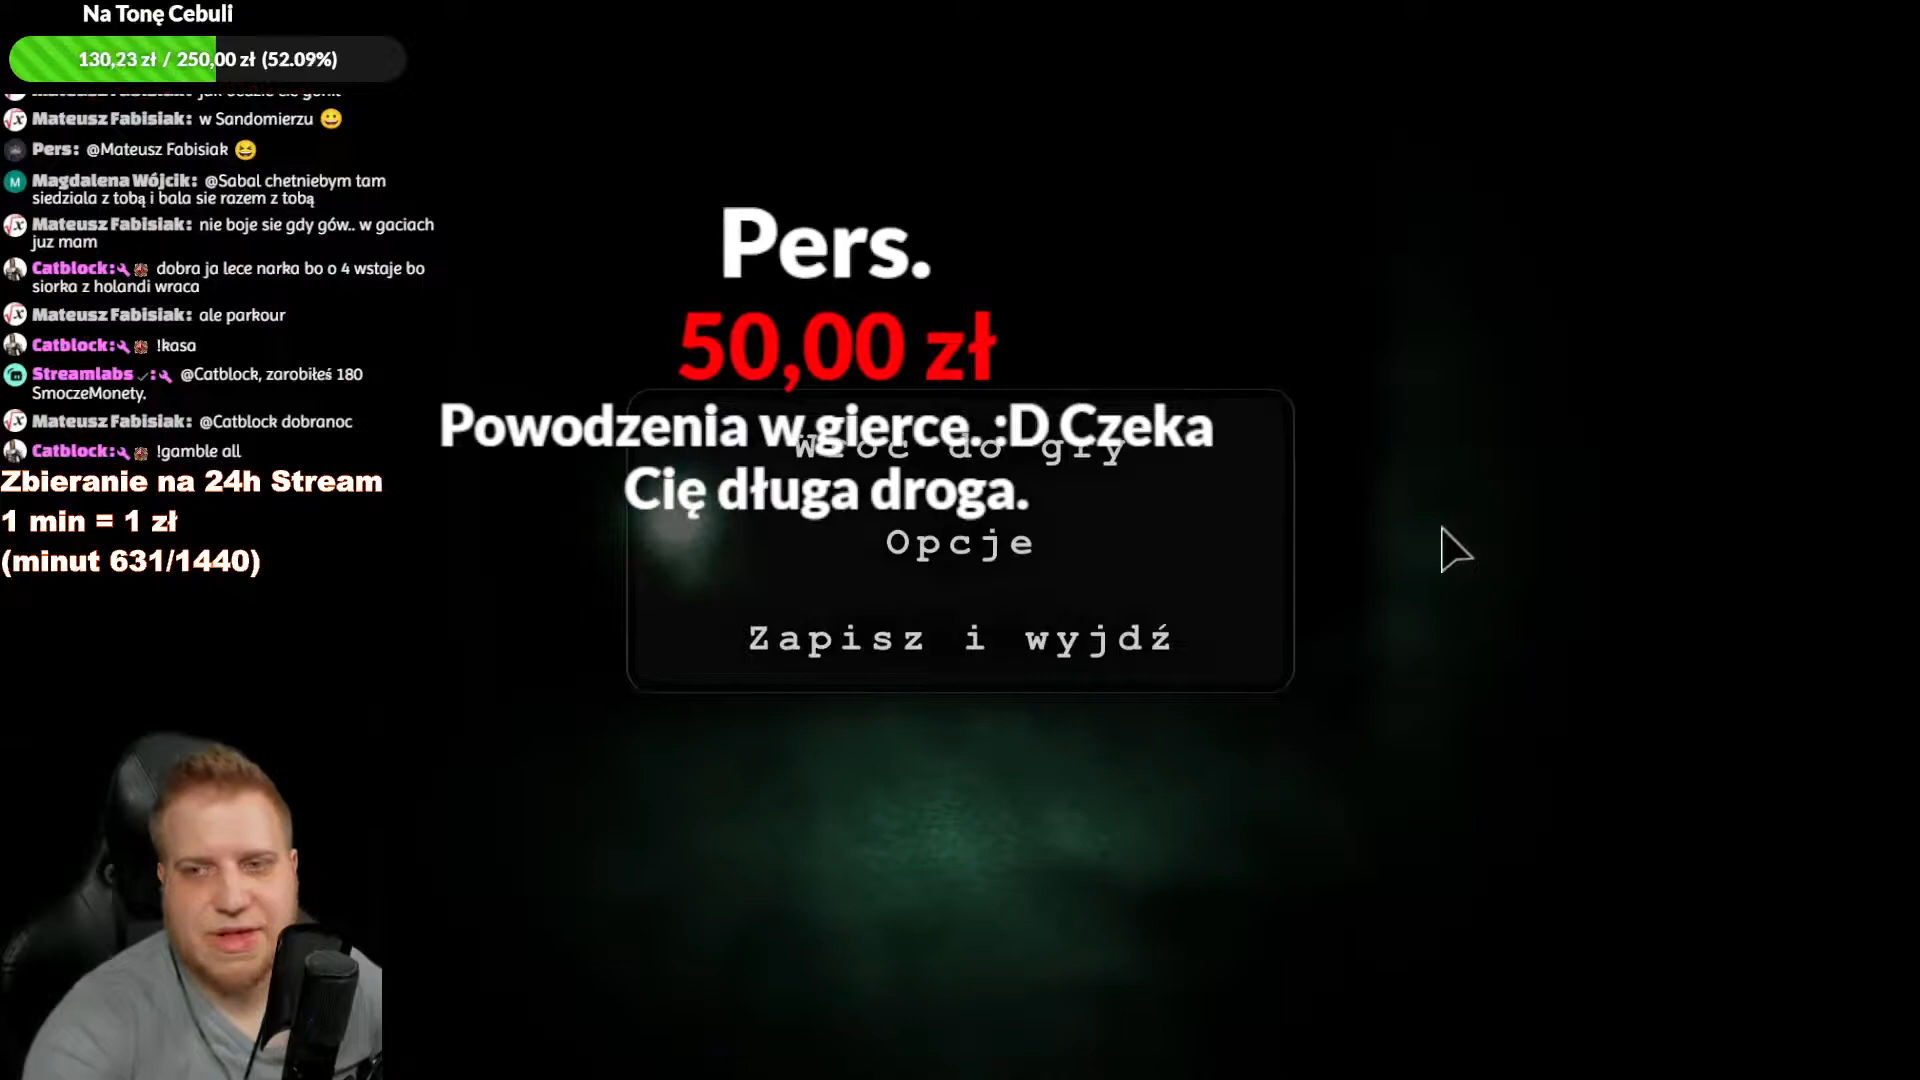 Na Tonę Cebuli
130,23 zł / 250,00 zł (52.09%)
Mateusz Fabisiak: w Sandomierzu 😀
Pers: @Mateusz Fabisiak 😆
M Magdalena Wójcik: @Sabal chetniebym tam
siedziala z tobą i bala sie razem z tobą
Mateusz Fabisiak: nie boje sie gdy gów.. w gaciach
juz mam
Catblock: dobra ja lece narka bo o 4 wstaje bo
siorka z holandi wraca
Mateusz Fabisiak: ale parkour
Catblock: !kasa
Streamlabs: @Catblock, zarobiłeś 180
SmoczeMonety.
Mateusz Fabisiak: @Catblock dobranoc
Catblock: !gamble all
Zbieranie na 24h Stream
1 min = 1 zł
(minut 631/1440)
Pers.
50,00 zł
Powodzenia w gierce. :D Czeka
Cię długa droga.
Wróć do gry
Opcje
Zapisz i wyjdź